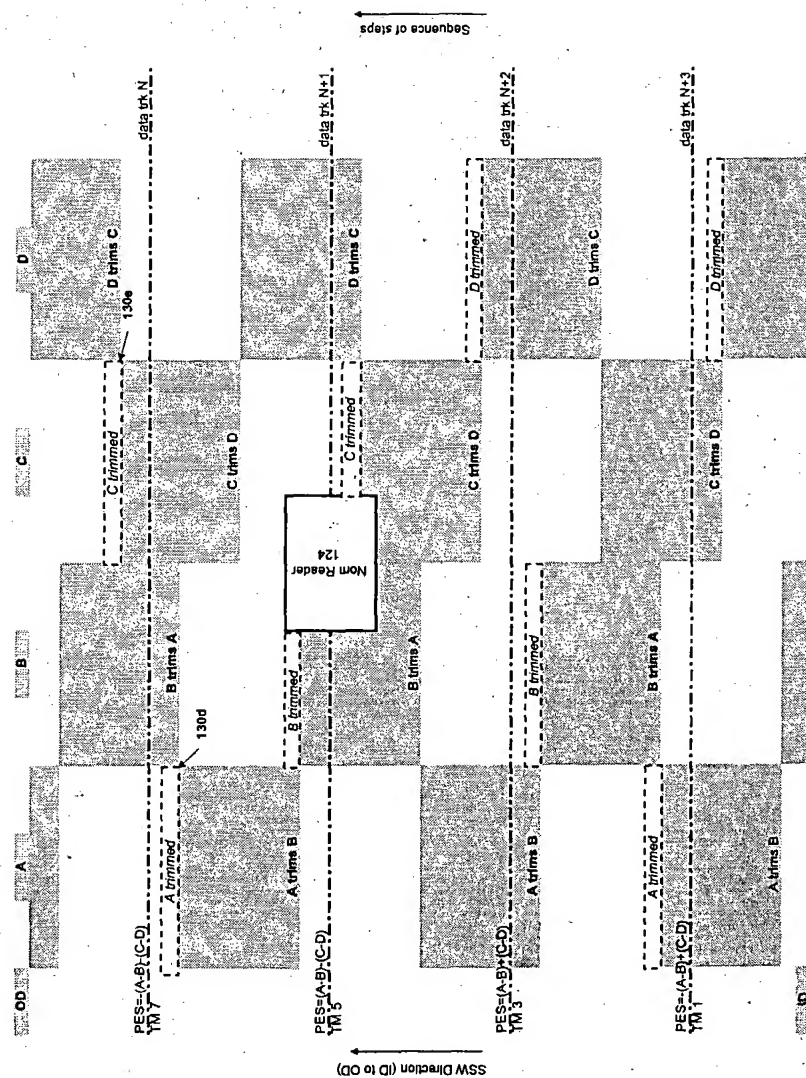 OD
A
B
C
D
PES=-(A-B)-(C-D)
TM 7
data trk N
A trimmed
130d
A trims B
B trims A
C trimmed
130e
C trims D
D trims C
PES=(A-B)-(C-D)
TM 5
data trk N+1
B trimmed
B trims A
Nom Reader
124
C trimmed
C trims D
D trims C
PES=(A-B)+(C-D)
TM 3
data trk N+2
A trims B
B trimmed
B trims A
D trimmed
D trims C
PES=-(A-B)+(C-D)
TM 1
data trk N+3
A trimmed
A trims B
C trims D
D trimmed
ID
SSW Direction (ID to OD)
Sequence of steps